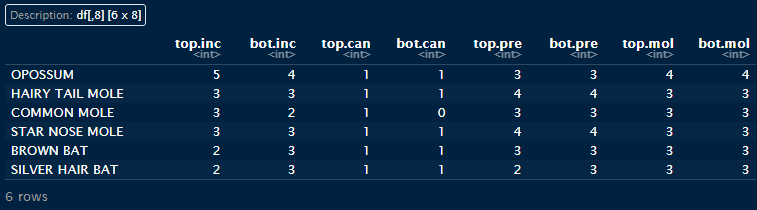 Description: df[,8] [6 x 8]
top.inc bot.inc top.can bot.can top.pre bot.pre top.mol bot.mol
<int> <int> <int> <int> <int> <int> <int> <int>
OPOSSUM 5 4 1 1 3 3 4 4
HAIRY TAIL MOLE 3 3 1 1 4 4 3 3
COMMON MOLE 3 2 1 0 3 3 3 3
STAR NOSE MOLE 3 3 1 1 4 4 3 3
BROWN BAT 2 3 1 1 3 3 3 3
SILVER HAIR BAT 2 3 1 1 2 3 3 3
6 rows